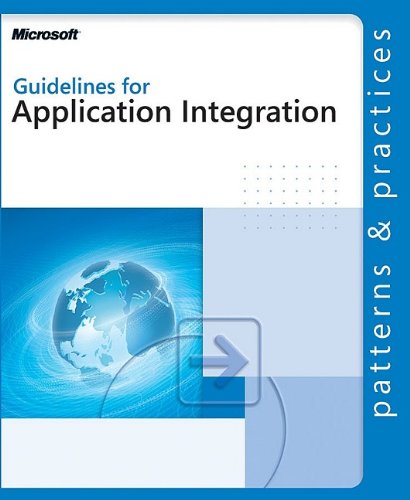 Microsoft
Guidelines for
Application Integration
patterns & practices